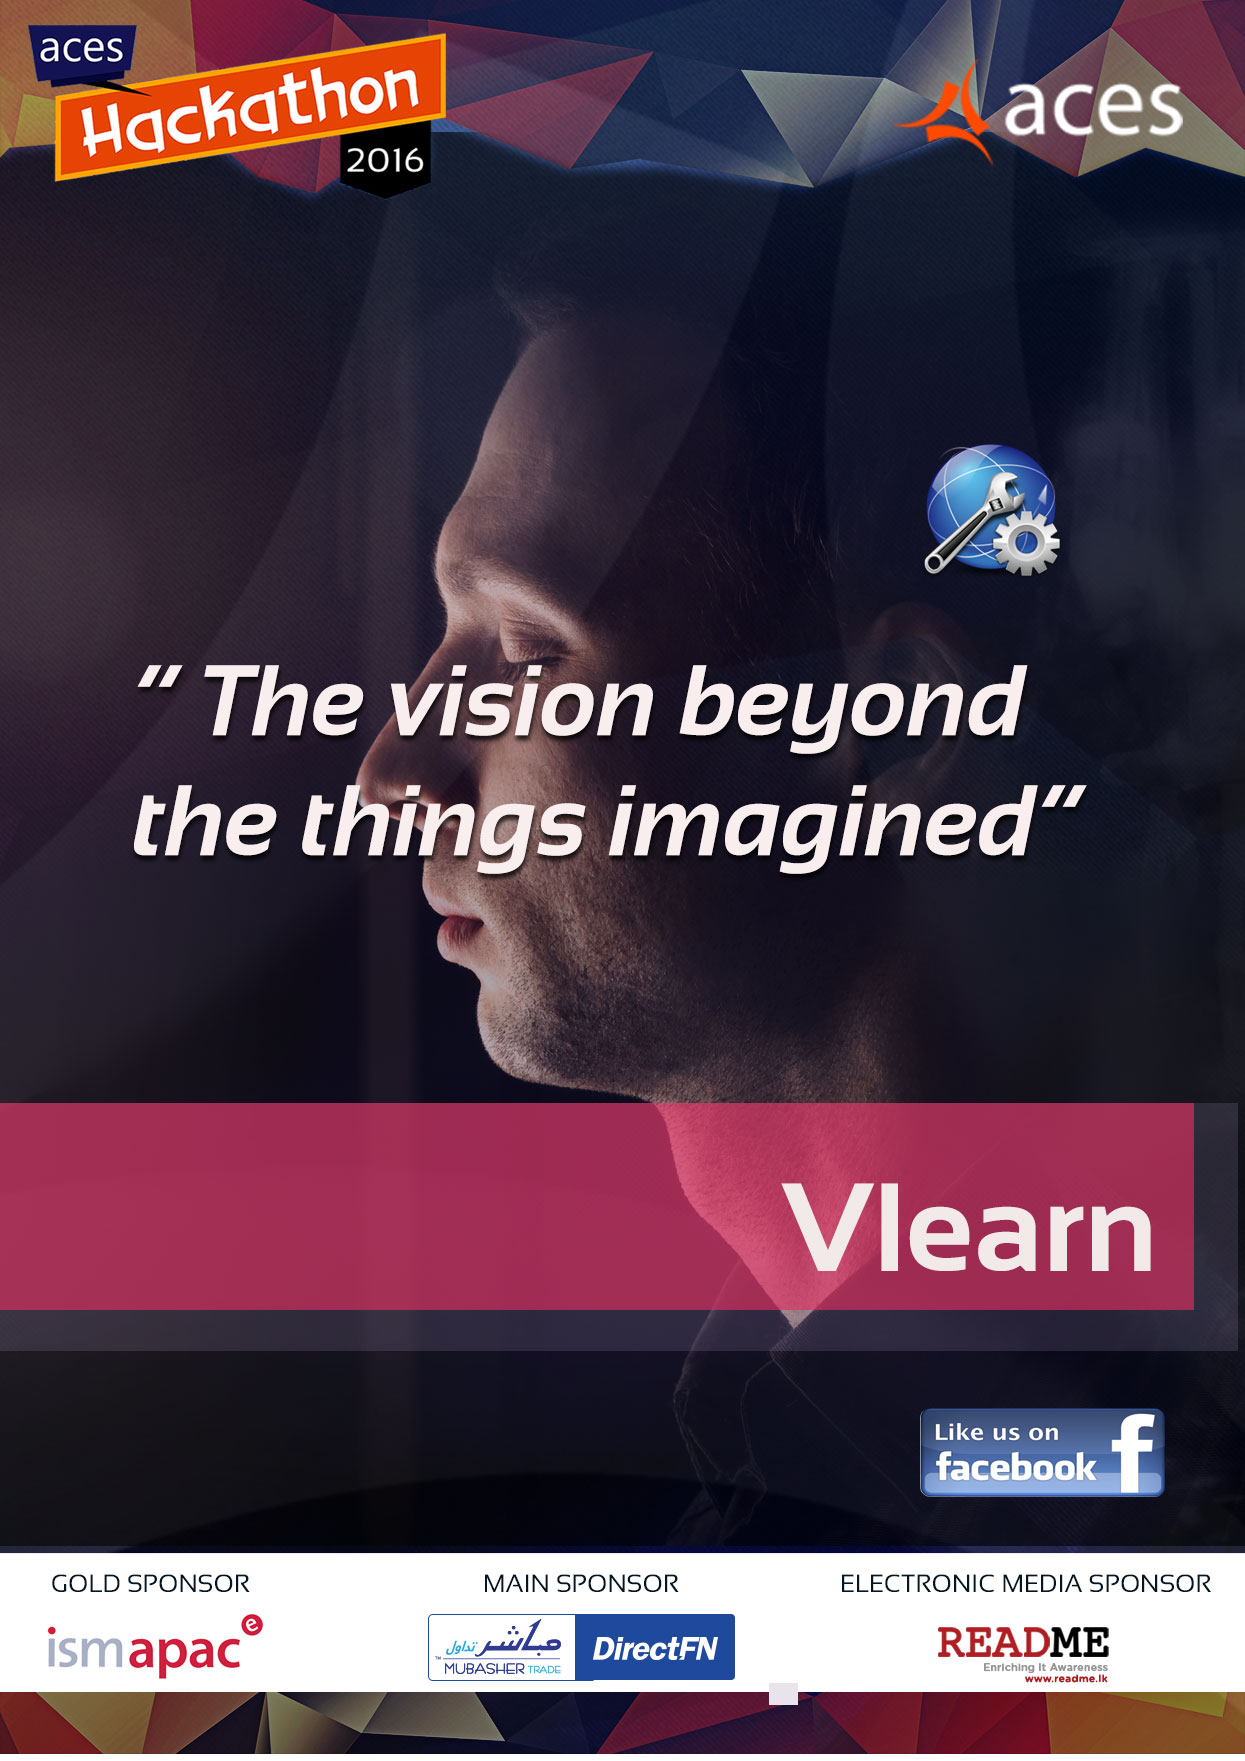 aces
Hackathon
2016
aces
” The vision beyond
the things imagined”
Vlearn
Like us on
facebook
f
GOLD SPONSOR
MAIN SPONSOR
ELECTRONIC MEDIA SPONSOR
ismapac e
مباشر تداول
™ MUBASHER TRADE
DirectFN
README
Enriching It Awareness
www.readme.lk